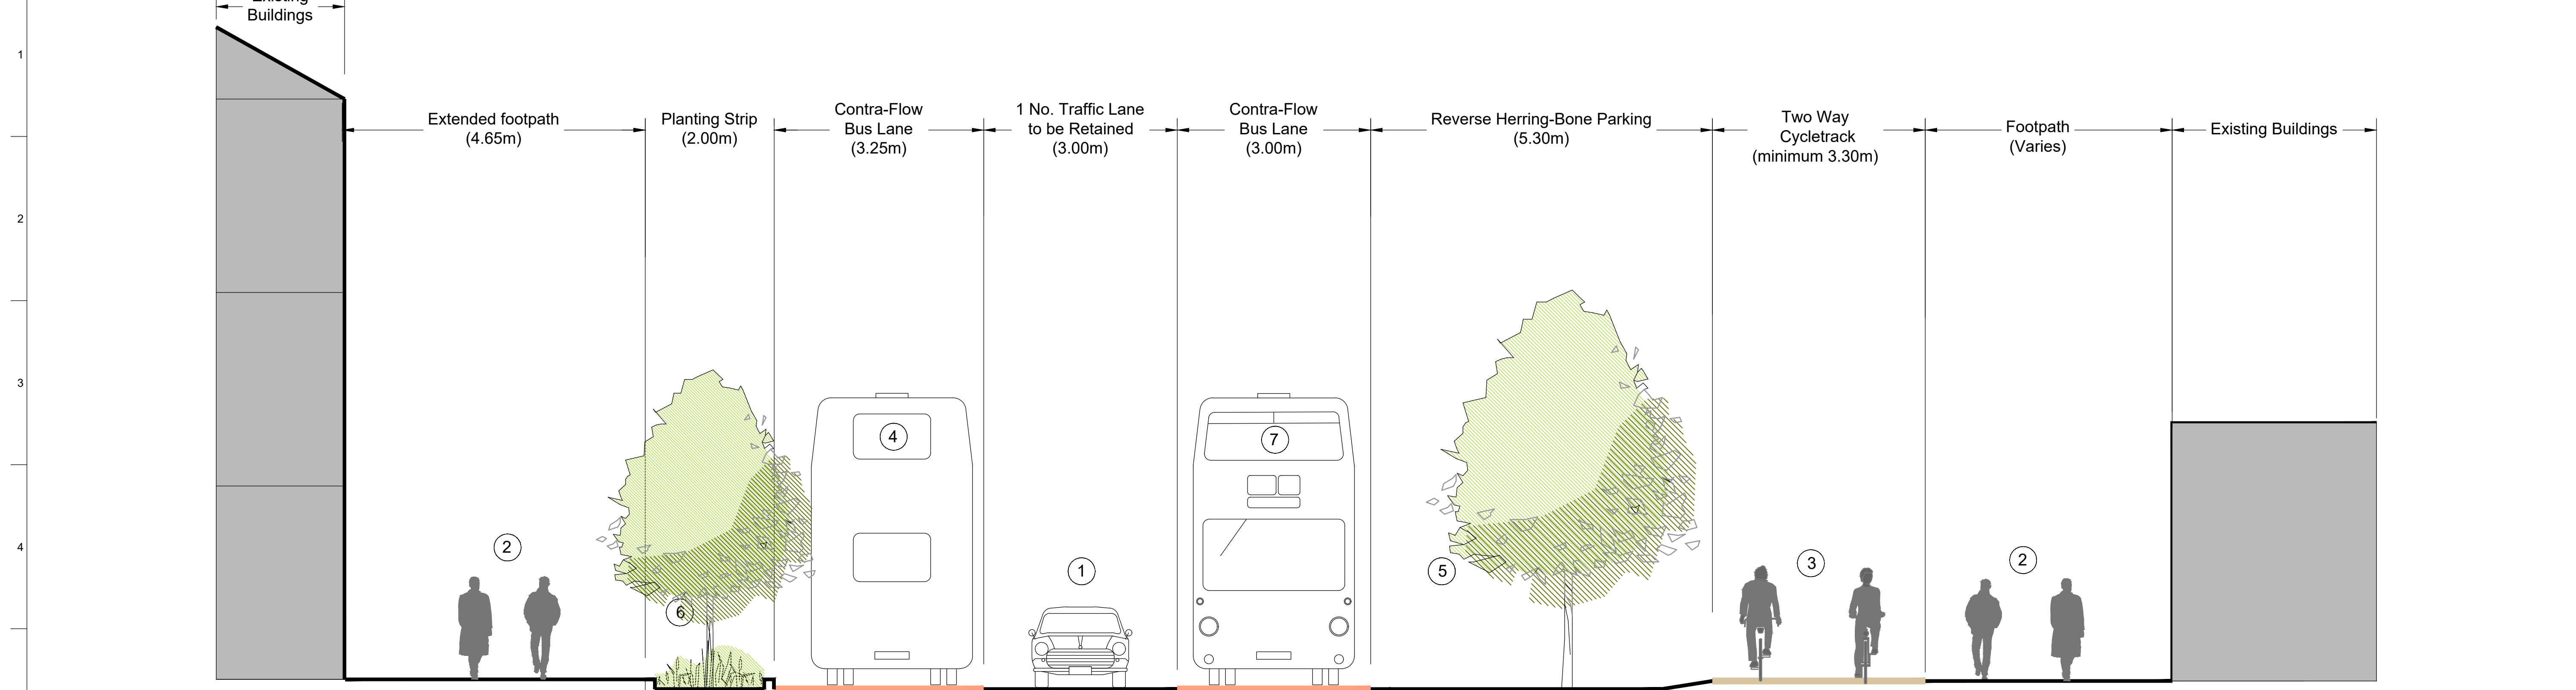 Buildings
1
Extended footpath
(4.65m)
Planting Strip
(2.00m)
Contra-Flow
Bus Lane
(3.25m)
1 No. Traffic Lane
to be Retained
(3.00m)
Contra-Flow
Bus Lane
(3.00m)
Reverse Herring-Bone Parking
(5.30m)
Two Way
Cycletrack
(minimum 3.30m)
Footpath
(Varies)
Existing Buildings
2
3
4
7
4
2
6
1
5
3
2